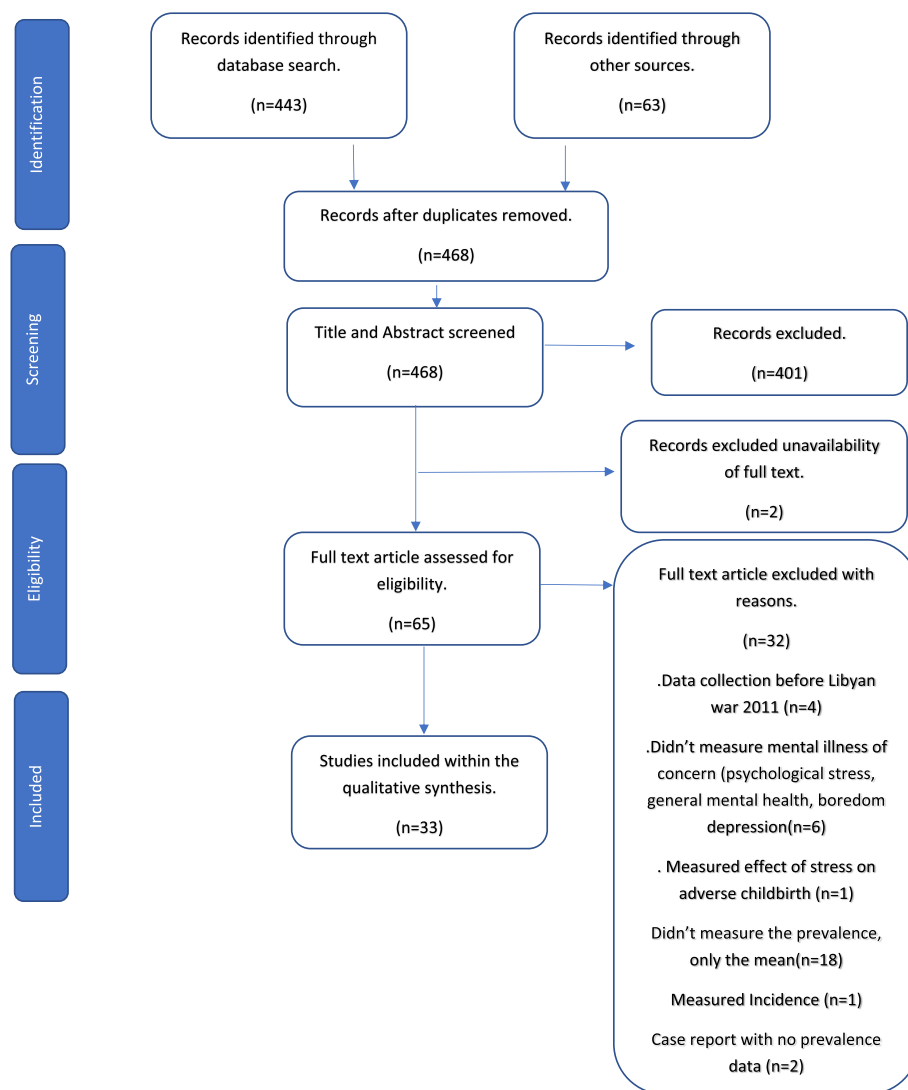 Identification
Records identified through
database search.
(n=443)
Records identified through
other sources.
(n=63)
Records after duplicates removed.
(n=468)
Screening
Title and Abstract screened
(n=468)
Records excluded.
(n=401)
Records excluded unavailability
of full text.
(n=2)
Eligibility
Full text article assessed for
eligibility.
(n=65)
Full text article excluded with
reasons.
(n=32)
.Data collection before Libyan
war 2011 (n=4)
.Didn’t measure mental illness of
concern (psychological stress,
general mental health, boredom
depression(n=6)
. Measured effect of stress on
adverse childbirth (n=1)
Didn’t measure the prevalence,
only the mean(n=18)
Measured Incidence (n=1)
Case report with no prevalence
data (n=2)
Included
Studies included within the
qualitative synthesis.
(n=33)